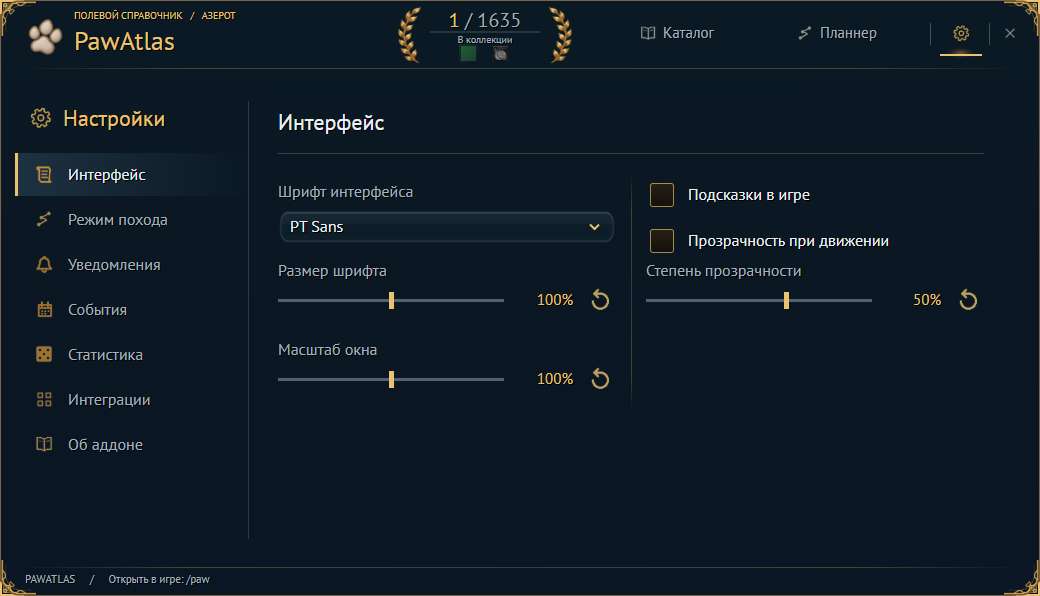 ПОЛЕВОЙ СПРАВОЧНИК / АЗЕРОТ
PawAtlas
1 / 1635
В коллекции
Каталог
Планнер
Настройки
Интерфейс
Режим похода
Уведомления
События
Статистика
Интеграции
Об аддоне
Интерфейс
Шрифт интерфейса
PT Sans
Размер шрифта
100%
Масштаб окна
100%
Подсказки в игре
Прозрачность при движении
Степень прозрачности
50%
PAWATLAS / Открыть в игре: /paw